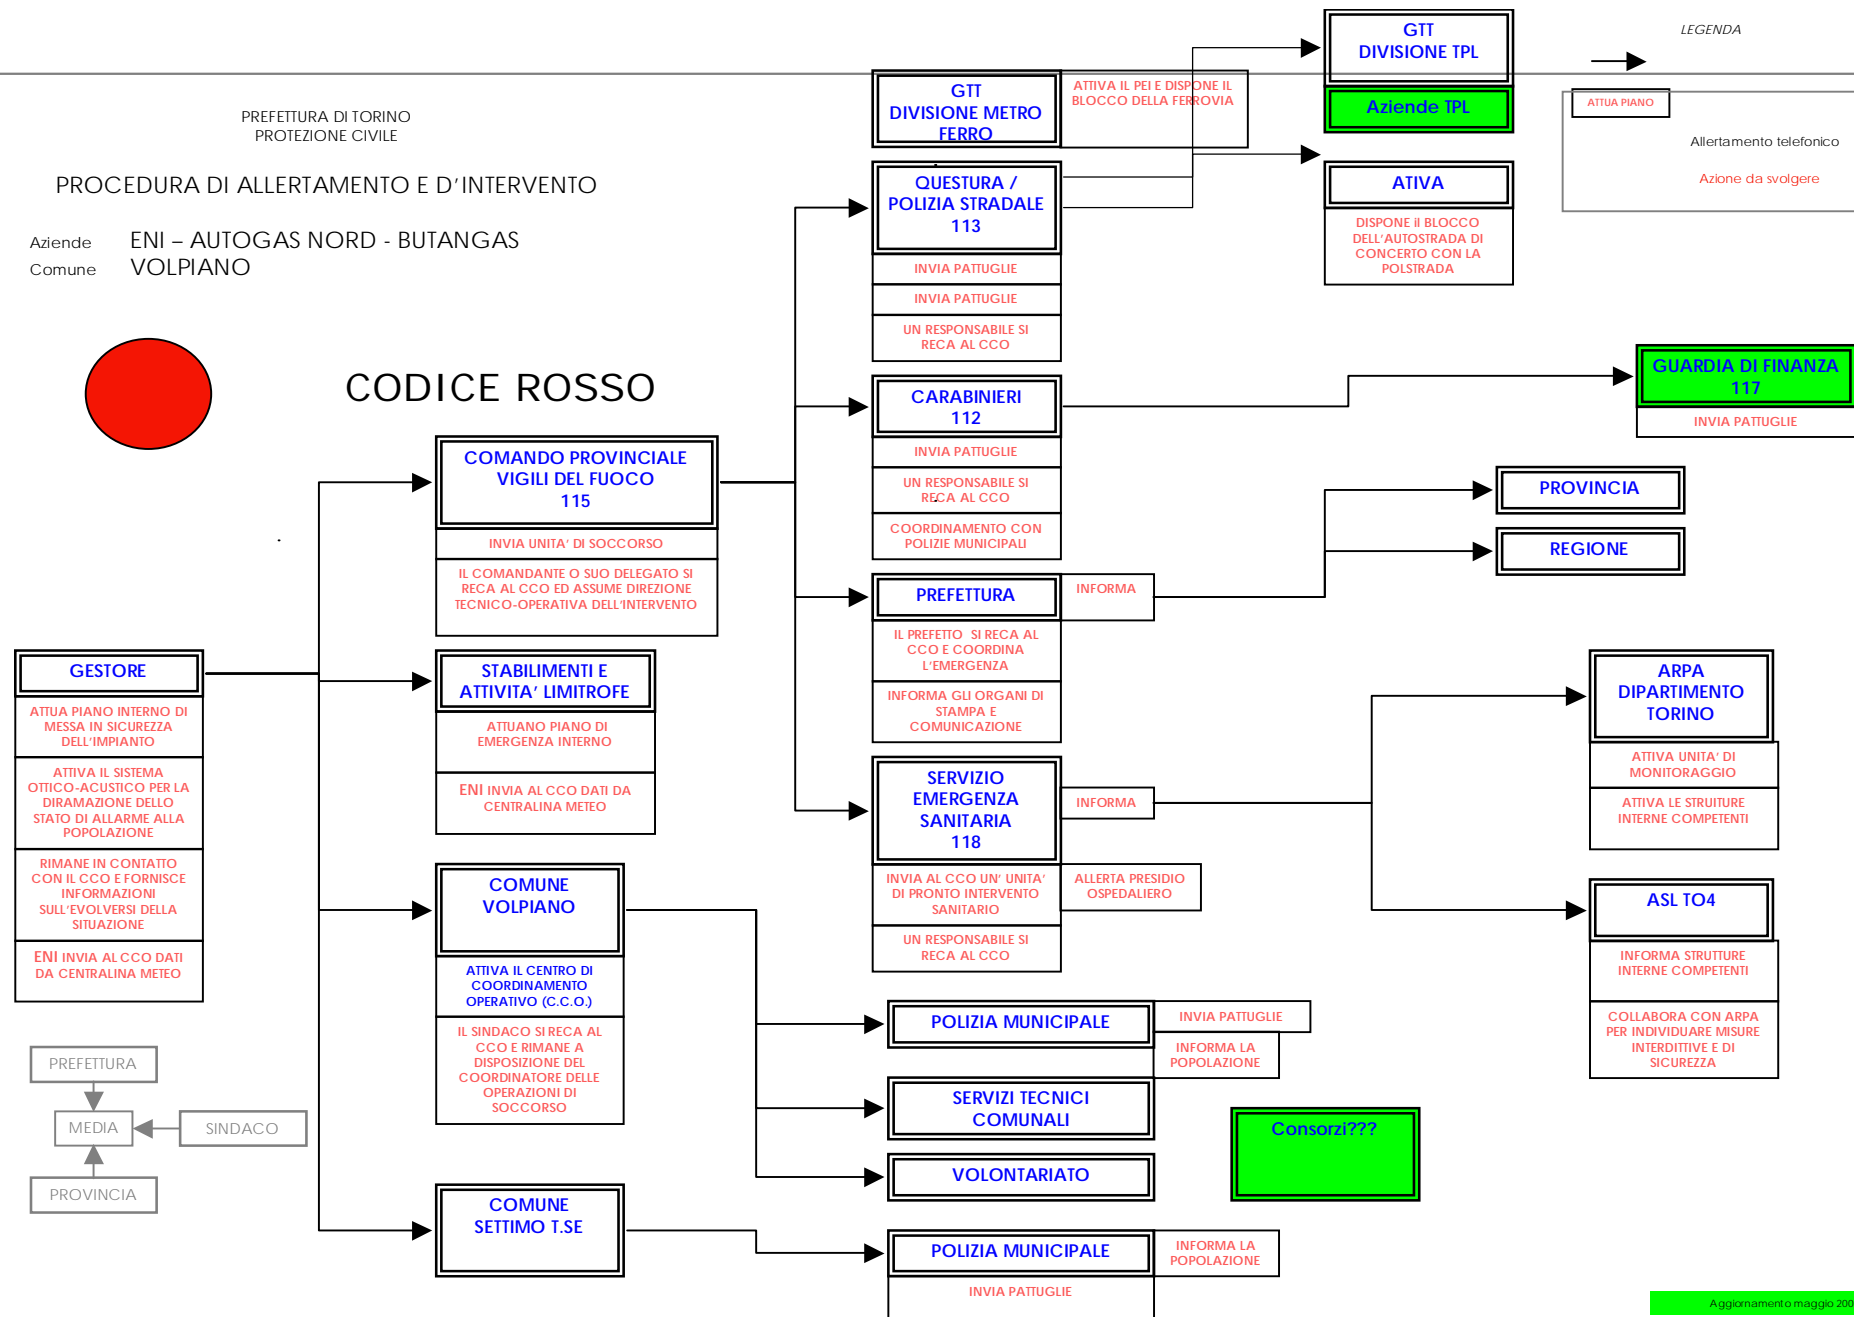 PREFETTURA DI TORINO
PROTEZIONE CIVILE
PROCEDURA DI ALLERTAMENTO E D'INTERVENTO
Aziende ENI – AUTOGAS NORD - BUTANGAS
Comune VOLPIANO
CODICE ROSSO
LEGENDA
ATTUA PIANO
Allertamento telefonico
Azione da svolgere
GESTORE
ATTUA PIANO INTERNO DI
MESSA IN SICUREZZA
DELL'IMPIANTO
ATTIVA IL SISTEMA
OTTICO-ACUSTICO PER LA
DIRAMAZIONE DELLO
STATO DI ALLARME ALLA
POPOLAZIONE
RIMANE IN CONTATTO
CON IL CCO E FORNISCE
INFORMAZIONI
SULL'EVOLVERSI DELLA
SITUAZIONE
ENI INVIA AL CCO DATI
DA CENTRALINA METEO
PREFETTURA
MEDIA
SINDACO
PROVINCIA
COMANDO PROVINCIALE
VIGILI DEL FUOCO
115
INVIA UNITA' DI SOCCORSO
IL COMANDANTE O SUO DELEGATO SI
RECA AL CCO ED ASSUME DIREZIONE
TECNICO-OPERATIVA DELL'INTERVENTO
STABILIMENTI E
ATTIVITA' LIMITROFE
ATTUANO PIANO DI
EMERGENZA INTERNO
ENI INVIA AL CCO DATI DA
CENTRALINA METEO
COMUNE
VOLPIANO
ATTIVA IL CENTRO DI
COORDINAMENTO
OPERATIVO (C.C.O.)
IL SINDACO SI RECA AL
CCO E RIMANE A
DISPOSIZIONE DEL
COORDINATORE DELLE
OPERAZIONI DI
SOCCORSO
COMUNE
SETTIMO T.SE
GTT
DIVISIONE METRO
FERRO
ATTIVA IL PEI E DISPONE IL
BLOCCO DELLA FERROVIA
QUESTURA /
POLIZIA STRADALE
113
INVIA PATTUGLIE
INVIA PATTUGLIE
UN RESPONSABILE SI
RECA AL CCO
CARABINIERI
112
INVIA PATTUGLIE
UN RESPONSABILE SI
RECA AL CCO
COORDINAMENTO CON
POLIZIE MUNICIPALI
PREFETTURA
INFORMA
IL PREFETTO SI RECA AL
CCO E COORDINA
L'EMERGENZA
INFORMA GLI ORGANI DI
STAMPA E
COMUNICAZIONE
SERVIZIO
EMERGENZA
SANITARIA
118
INFORMA
INVIA AL CCO UN' UNITA'
DI PRONTO INTERVENTO
SANITARIO
ALLERTA PRESIDIO
OSPEDALIERO
UN RESPONSABILE SI
RECA AL CCO
POLIZIA MUNICIPALE
INVIA PATTUGLIE
INFORMA LA
POPOLAZIONE
SERVIZI TECNICI
COMUNALI
VOLONTARIATO
Consorzi???
POLIZIA MUNICIPALE
INFORMA LA
POPOLAZIONE
INVIA PATTUGLIE
GTT
DIVISIONE TPL
Aziende TPL
ATIVA
DISPONE il BLOCCO
DELL'AUTOSTRADA DI
CONCERTO CON LA
POLSTRADA
GUARDIA DI FINANZA
117
INVIA PATTUGLIE
PROVINCIA
REGIONE
ARPA
DIPARTIMENTO
TORINO
ATTIVA UNITA' DI
MONITORAGGIO
ATTIVA LE STRUITURE
INTERNE COMPETENTI
ASL TO4
INFORMA STRUTTURE
INTERNE COMPETENTI
COLLABORA CON ARPA
PER INDIVIDUARE MISURE
INTERDITTIVE E DI
SICUREZZA
Aggiornamento maggio 200